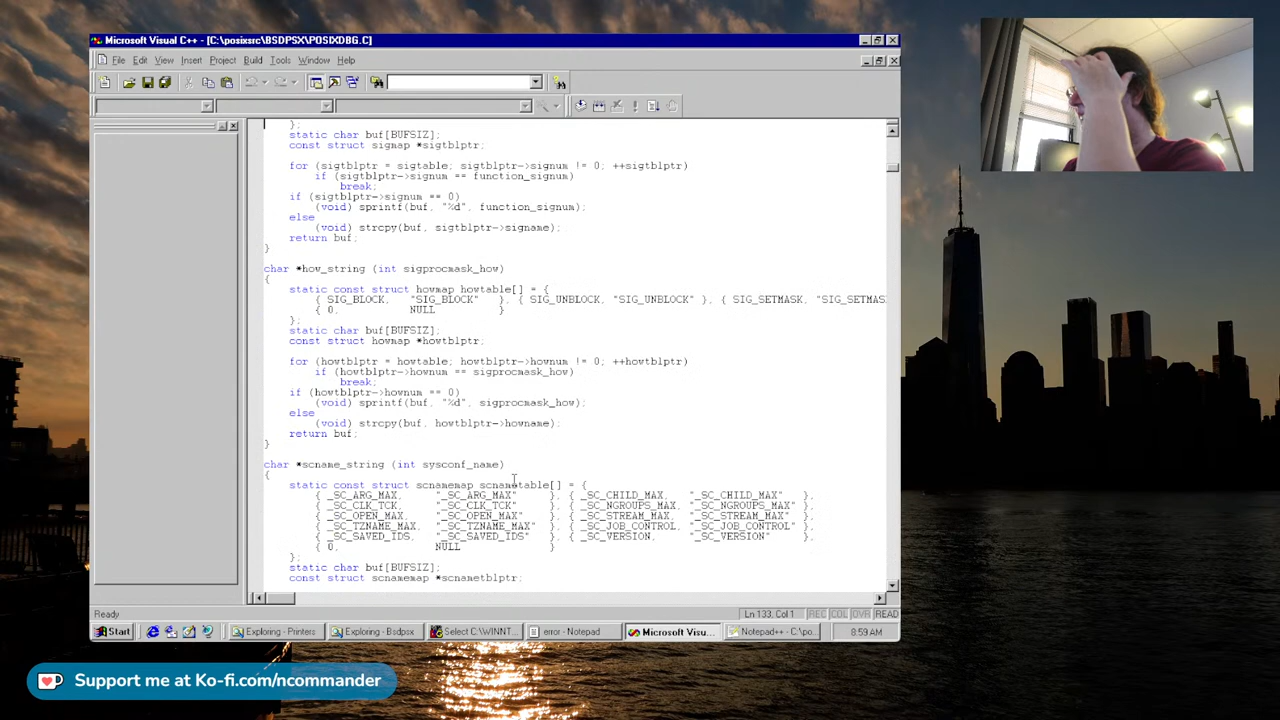 Microsoft Visual C++ - [C:\posixsrc\BSDPSX\POSIXDBG.C]
File Edit View Insert Project Build Tools Window Help
};
static char buf[BUFSIZ];
const struct sigmap *sigtblptr;
for (sigtblptr = sigtable; sigtblptr->signum != 0; ++sigtblptr)
if (sigtblptr->signum == function_signum)
break;
if (sigtblptr->signum == 0)
(void) sprintf(buf, "%d", function_signum);
else
(void) strcpy(buf, sigtblptr->signame);
return buf;
}
char *how_string (int sigprocmask_how)
{
static const struct howmap howtable[] = {
{ SIG_BLOCK, "SIG_BLOCK" }, { SIG_UNBLOCK, "SIG_UNBLOCK" }, { SIG_SETMASK, "SIG_SETMAS
{ 0, NULL }
};
static char buf[BUFSIZ];
const struct howmap *howtblptr;
for (howtblptr = howtable; howtblptr->hownum != 0; ++howtblptr)
if (howtblptr->hownum == sigprocmask_how)
break;
if (howtblptr->hownum == 0)
(void) sprintf(buf, "%d", sigprocmask_how);
else
(void) strcpy(buf, howtblptr->howname);
return buf;
}
char *scname_string (int sysconf_name)
{
static const struct scnamemap scnametable[] = {
{ _SC_ARG_MAX, "_SC_ARG_MAX" }, { _SC_CHILD_MAX, "_SC_CHILD_MAX" },
{ _SC_CLK_TCK, "_SC_CLK_TCK" }, { _SC_NGROUPS_MAX, "_SC_NGROUPS_MAX" },
{ _SC_OPEN_MAX, "_SC_OPEN_MAX" }, { _SC_STREAM_MAX, "_SC_STREAM_MAX" },
{ _SC_TZNAME_MAX, "_SC_TZNAME_MAX" }, { _SC_JOB_CONTROL, "_SC_JOB_CONTROL" },
{ _SC_SAVED_IDS, "_SC_SAVED_IDS" }, { _SC_VERSION, "_SC_VERSION" },
{ 0, NULL }
};
static char buf[BUFSIZ];
const struct scnamemap *scnametblptr;
Ready Ln 133, Col 1 REC COL OVR READ
Start Exploring - Printers Exploring - Bsdpsx Select C:\WINNT... error - Notepad Microsoft Visu... Notepad++ - C:\po... 8:59 AM
Support me at Ko-fi.com/ncommander